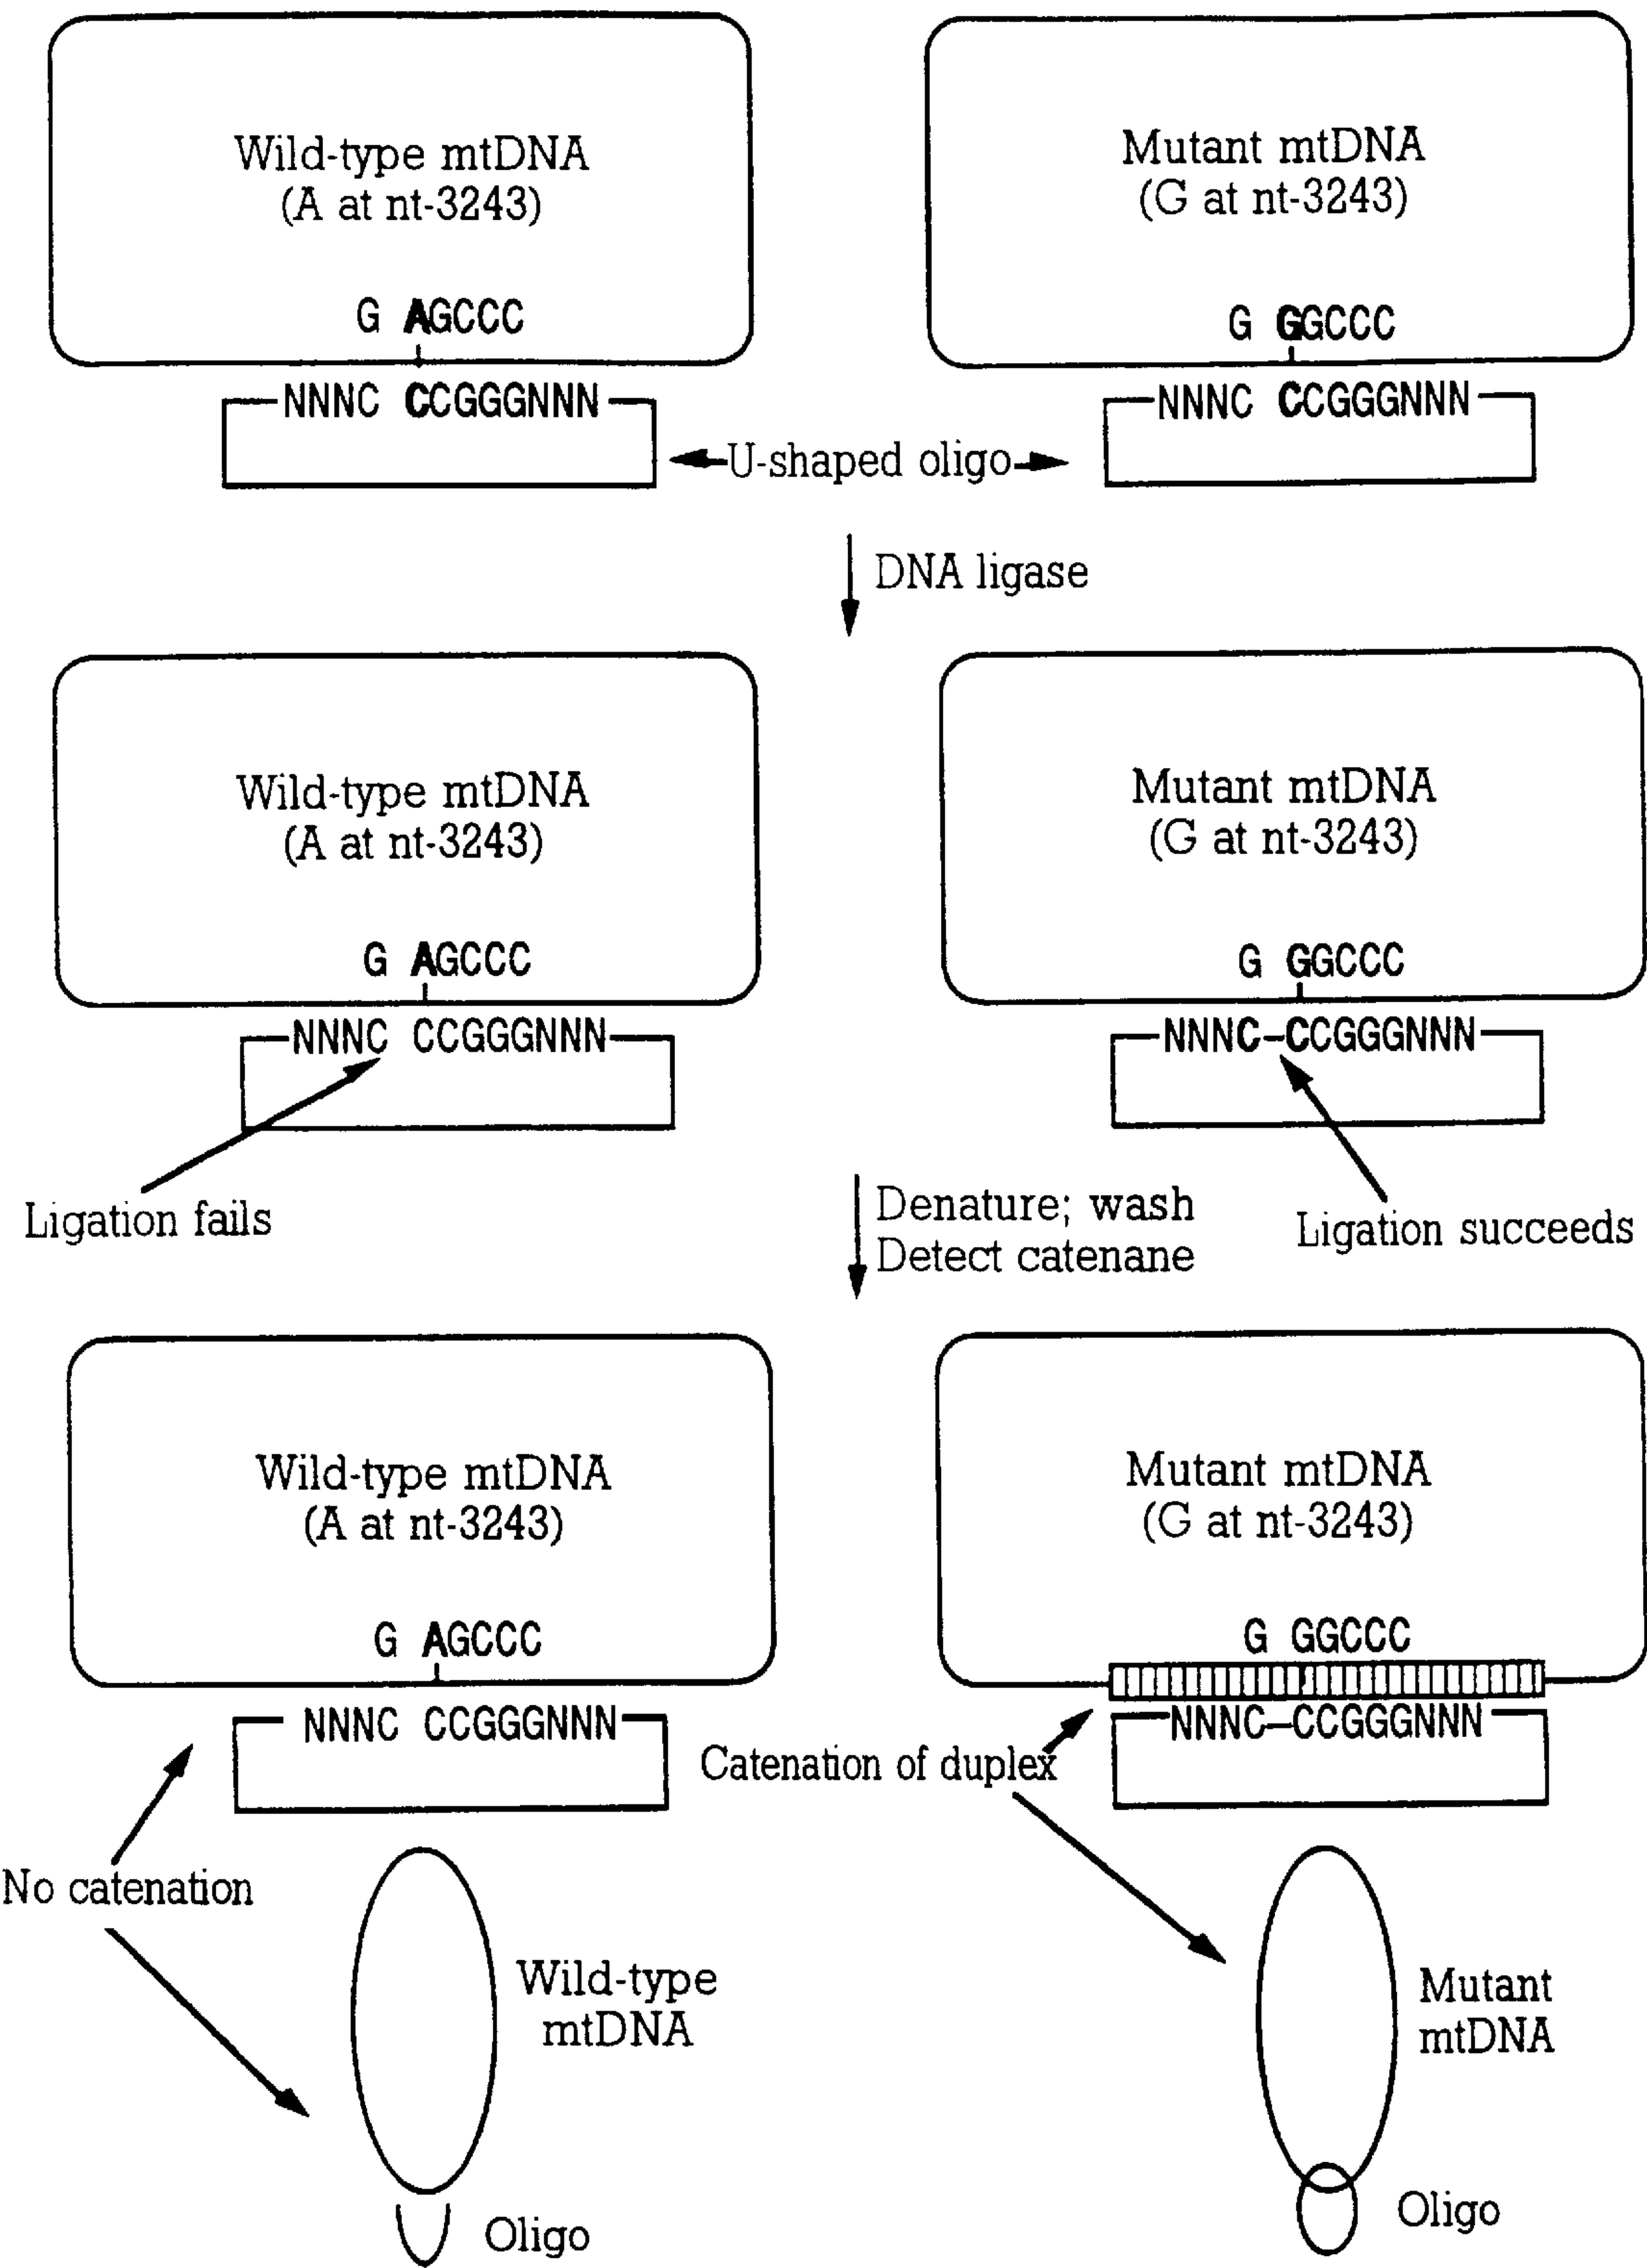 Wild-type mtDNA
(A at nt-3243)
G AGCCC
NNNC CCGGGNNN
Mutant mtDNA
(G at nt-3243)
G GGCCC
NNNC CCGGGNNN
U-shaped oligo
DNA ligase
Wild-type mtDNA
(A at nt-3243)
G AGCCC
NNNC CCGGGNNN
Ligation fails
Mutant mtDNA
(G at nt-3243)
G GGCCC
NNNC–CCGGGNNN
Ligation succeeds
Denature; wash
Detect catenane
Wild-type mtDNA
(A at nt-3243)
G AGCCC
NNNC CCGGGNNN
Mutant mtDNA
(G at nt-3243)
G GGCCC
NNNC–CCGGGNNN
Catenation of duplex
No catenation
Wild-type
mtDNA
Oligo
Mutant
mtDNA
Oligo